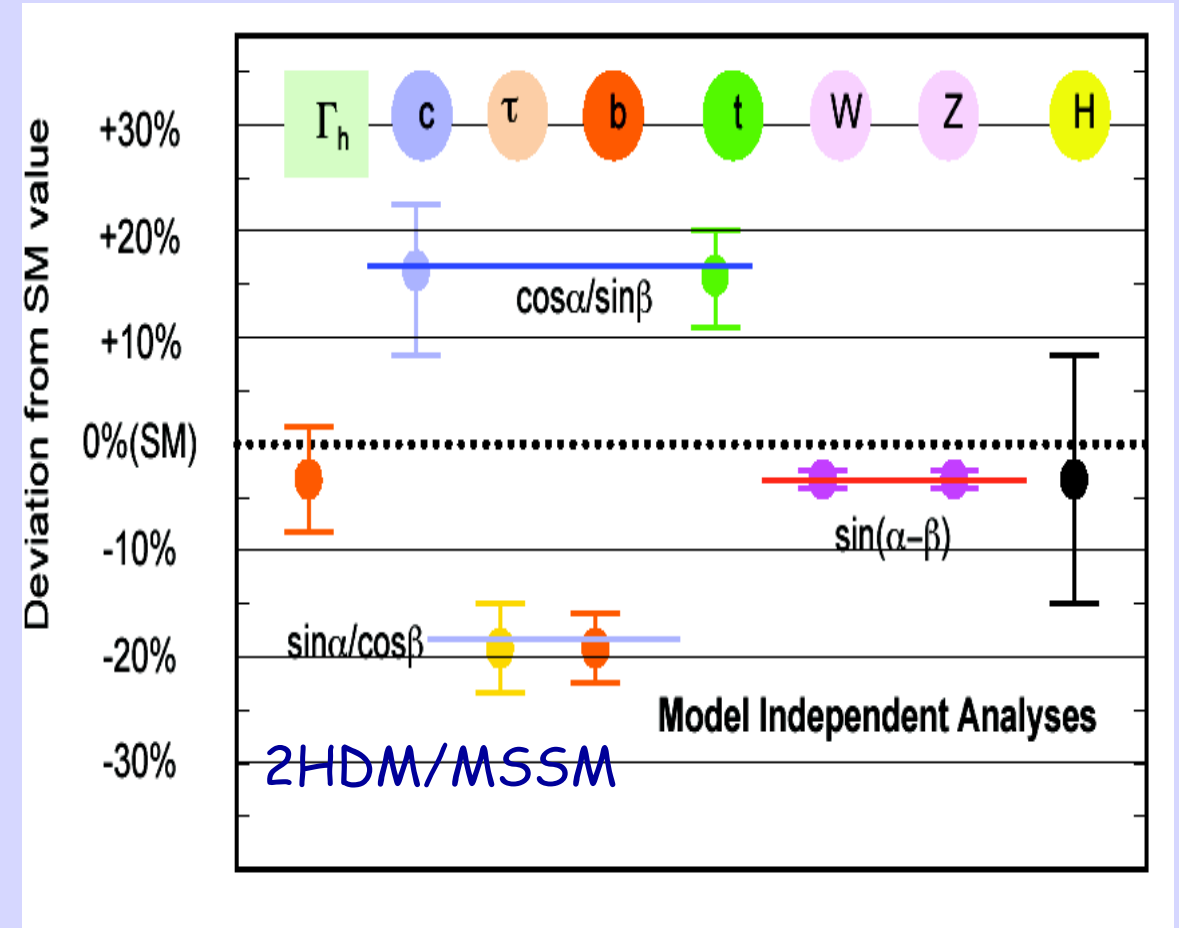 Deviation from SM value
Γh c τ b t W Z H
+30%
+20%
cosα/sinβ
+10%
0%(SM)
sin(α−β)
-10%
sinα/cosβ
-20%
Model Independent Analyses
-30%
2HDM/MSSM